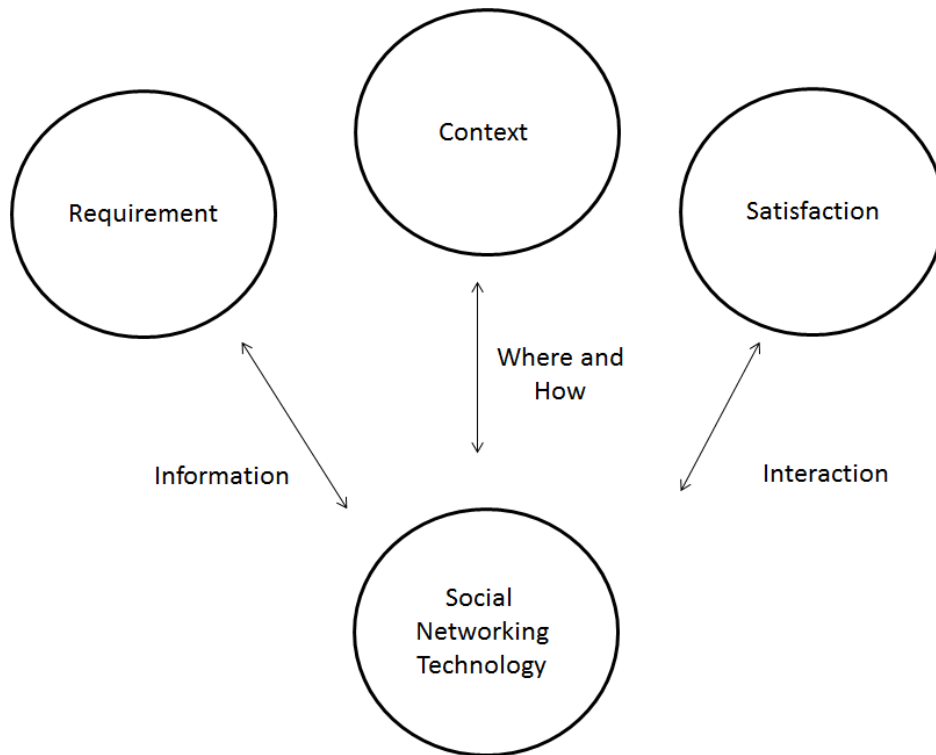 Context
Requirement
Satisfaction
Where and
How
Information
Interaction
Social
Networking
Technology